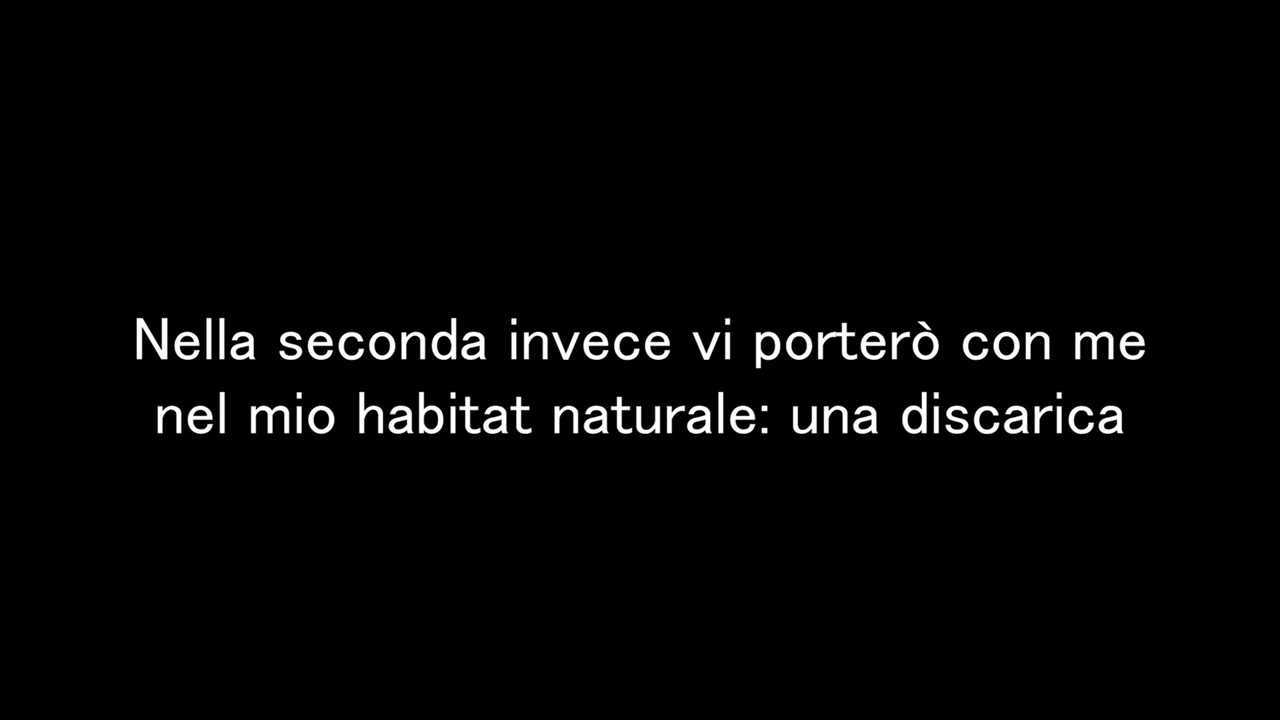 Nella seconda invece vi porterò con me
nel mio habitat naturale: una discarica